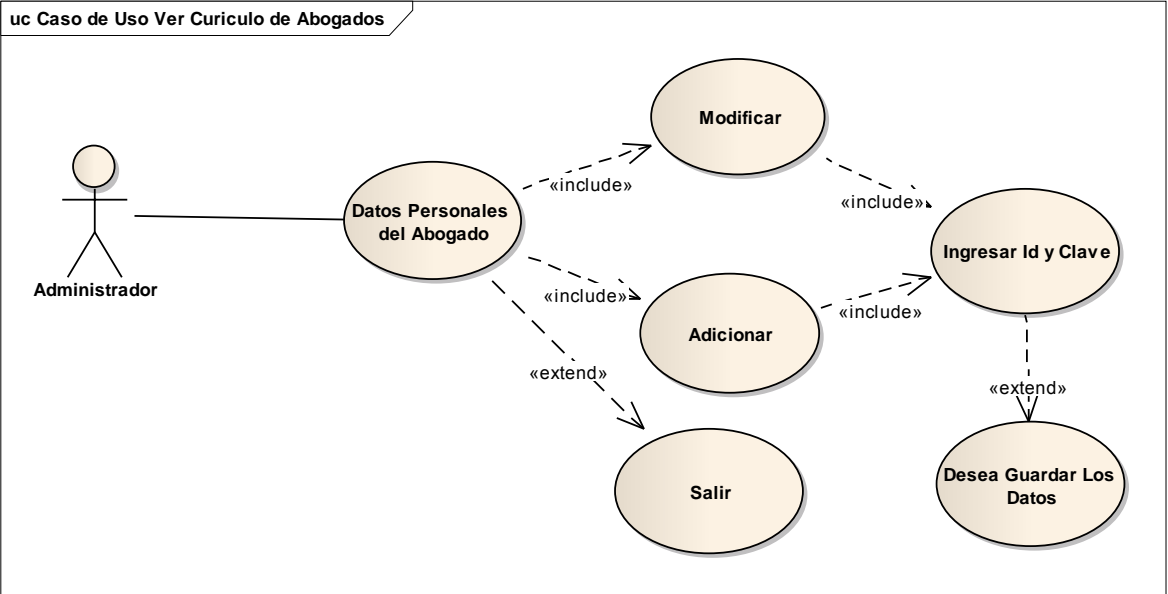 uc Caso de Uso Ver Curiculo de Abogados
Modificar
«include»
Datos Personales
del Abogado
«include»
Ingresar Id y Clave
Administrador
«include»
«include»
Adicionar
«extend»
«extend»
Salir
Desea Guardar Los
Datos